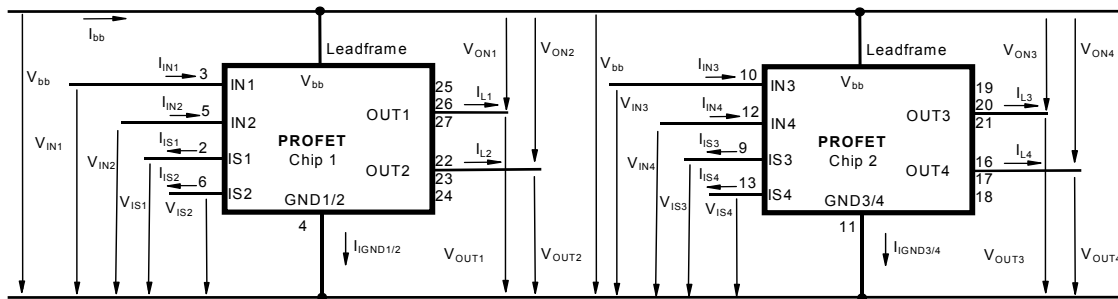 Ibb
Leadframe
VON1
VON2
Leadframe
VON3
VON4
Vbb
IIN1
3
IN1
Vbb
25
26
27
IL1
OUT1
Vbb
IIN3
10
IN3
Vbb
19
20
21
IL3
OUT3
VIN1
IIN2
5
IN2
PROFET
Chip 1
VIN3
IIN4
12
IN4
PROFET
Chip 2
VIN2
IIS1
2
IS1
OUT2
22
23
24
IL2
VIN4
IIS3
9
IS3
OUT4
16
17
18
IL4
VIS1
IIS2
6
IS2
VIS2
GND1/2
4
IIGND1/2
VOUT1
VOUT2
VIS3
IIS4
13
IS4
VIS4
GND3/4
11
IIGND3/4
VOUT3
VOUT4